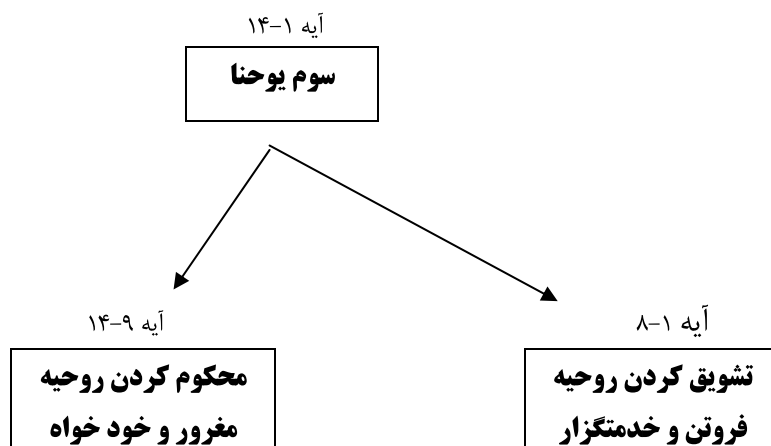 آیه ۱-۱۴
سوم یوحنا
آیه ۱-۸
تشویق کردن روحیه
فروتن و خدمتگزار
آیه ۹-۱۴
محکوم کردن روحیه
مغرور و خود خواه